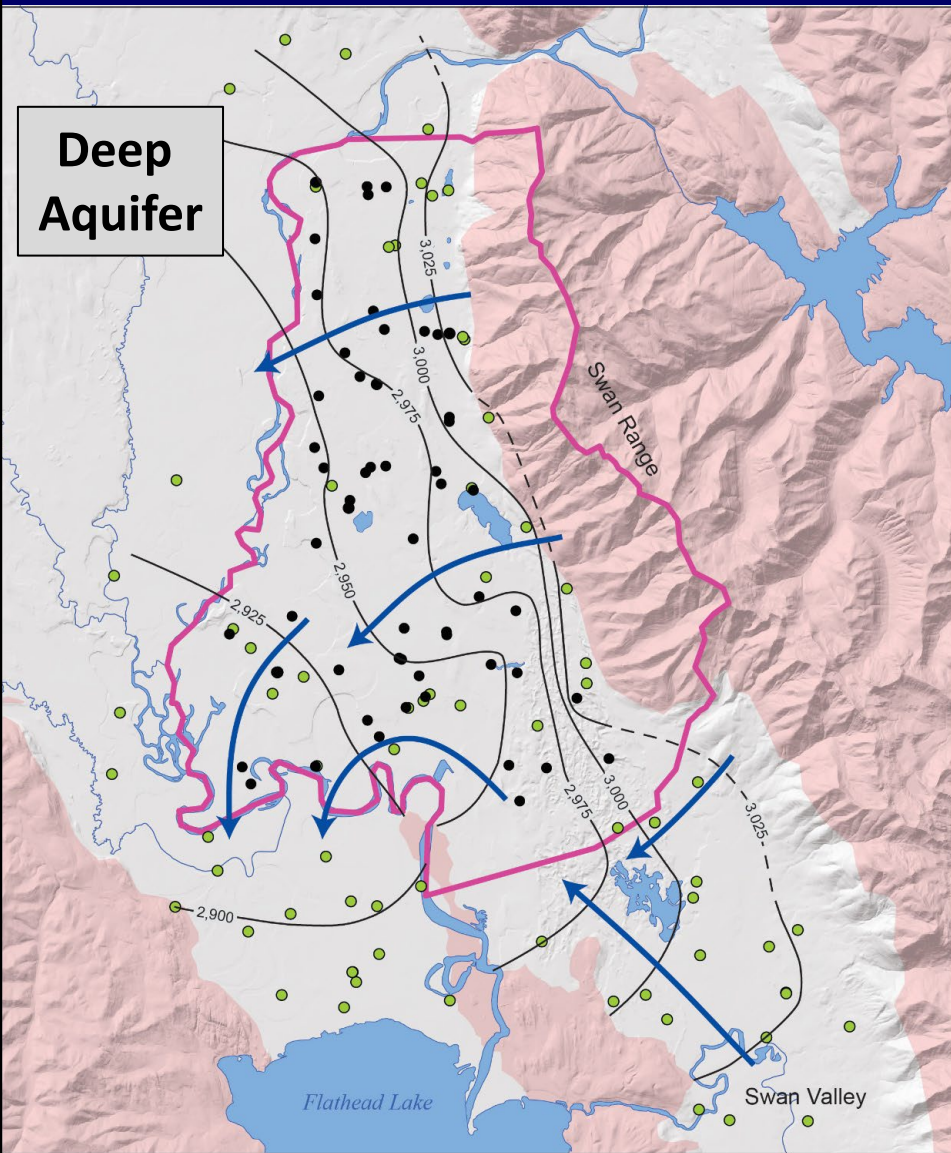 Deep
Aquifer
3,025
3,000
2,975
Swan Range
2,950
2,925
2,975
3,000
3,025
2,900
Flathead Lake
Swan Valley